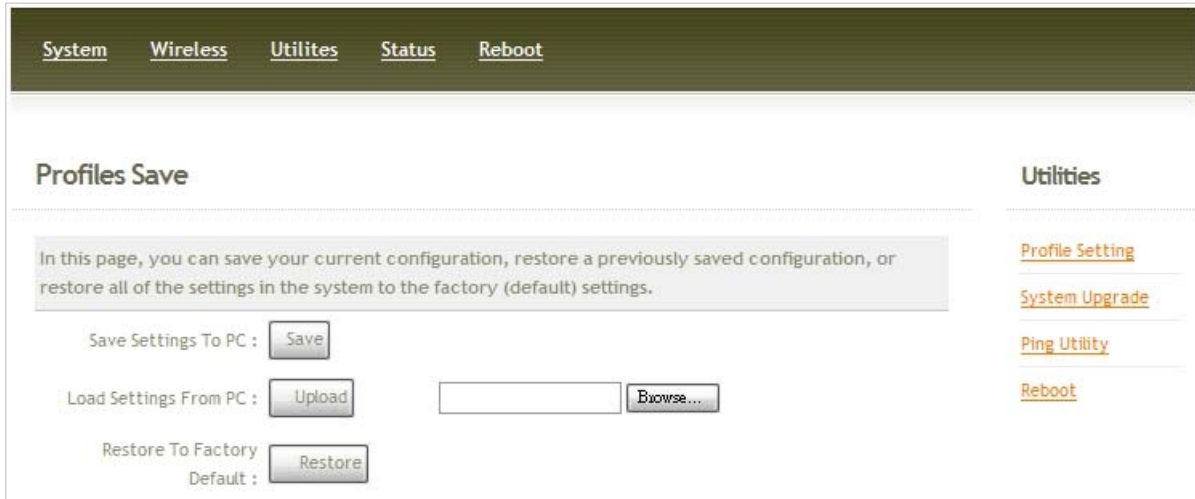 System Wireless Utilites Status Reboot
Profiles Save
In this page, you can save your current configuration, restore a previously saved configuration, or
restore all of the settings in the system to the factory (default) settings.
Save Settings To PC : Save
Load Settings From PC : Upload Browse...
Restore To Factory
Default : Restore
Utilities
Profile Setting
System Upgrade
Ping Utility
Reboot